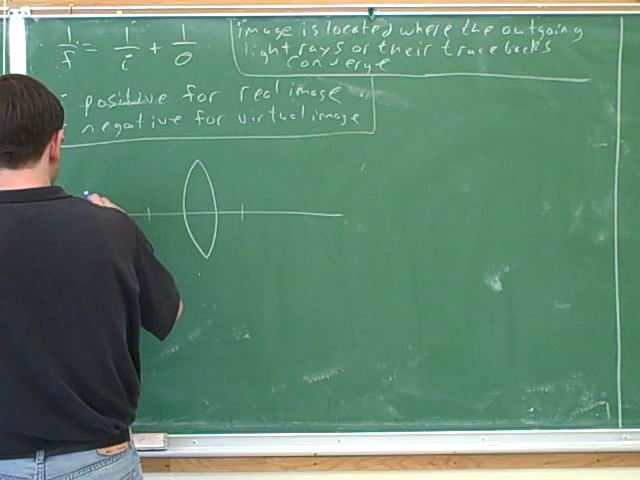 1/f = 1/i + 1/o
image is located where the outgoing
light rays or their tracebacks
converge
positive for real image
negative for virtual image